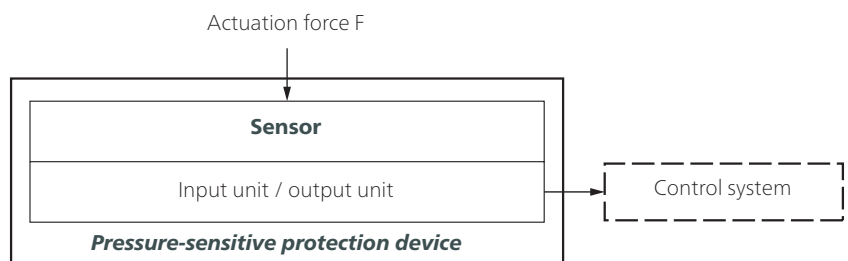 Actuation force F
Sensor
Input unit / output unit
Control system
Pressure-sensitive protection device